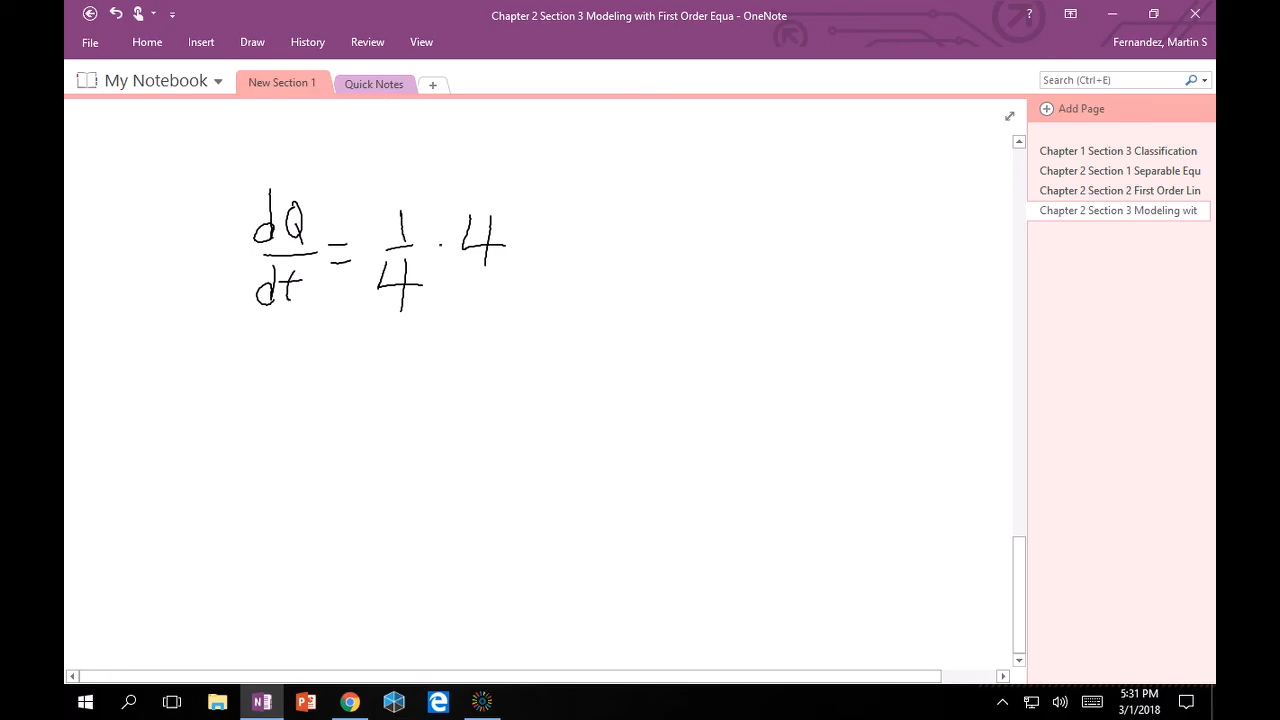 Chapter 2 Section 3 Modeling with First Order Equa - OneNote
?
File Home Insert Draw History Review View
Fernandez, Martin S
My Notebook New Section 1 Quick Notes +
Search (Ctrl+E)
Add Page
Chapter 1 Section 3 Classification
Chapter 2 Section 1 Separable Equ
Chapter 2 Section 2 First Order Lin
Chapter 2 Section 3 Modeling wit
dQ/dt = 1/4 · 4
5:31 PM
3/1/2018